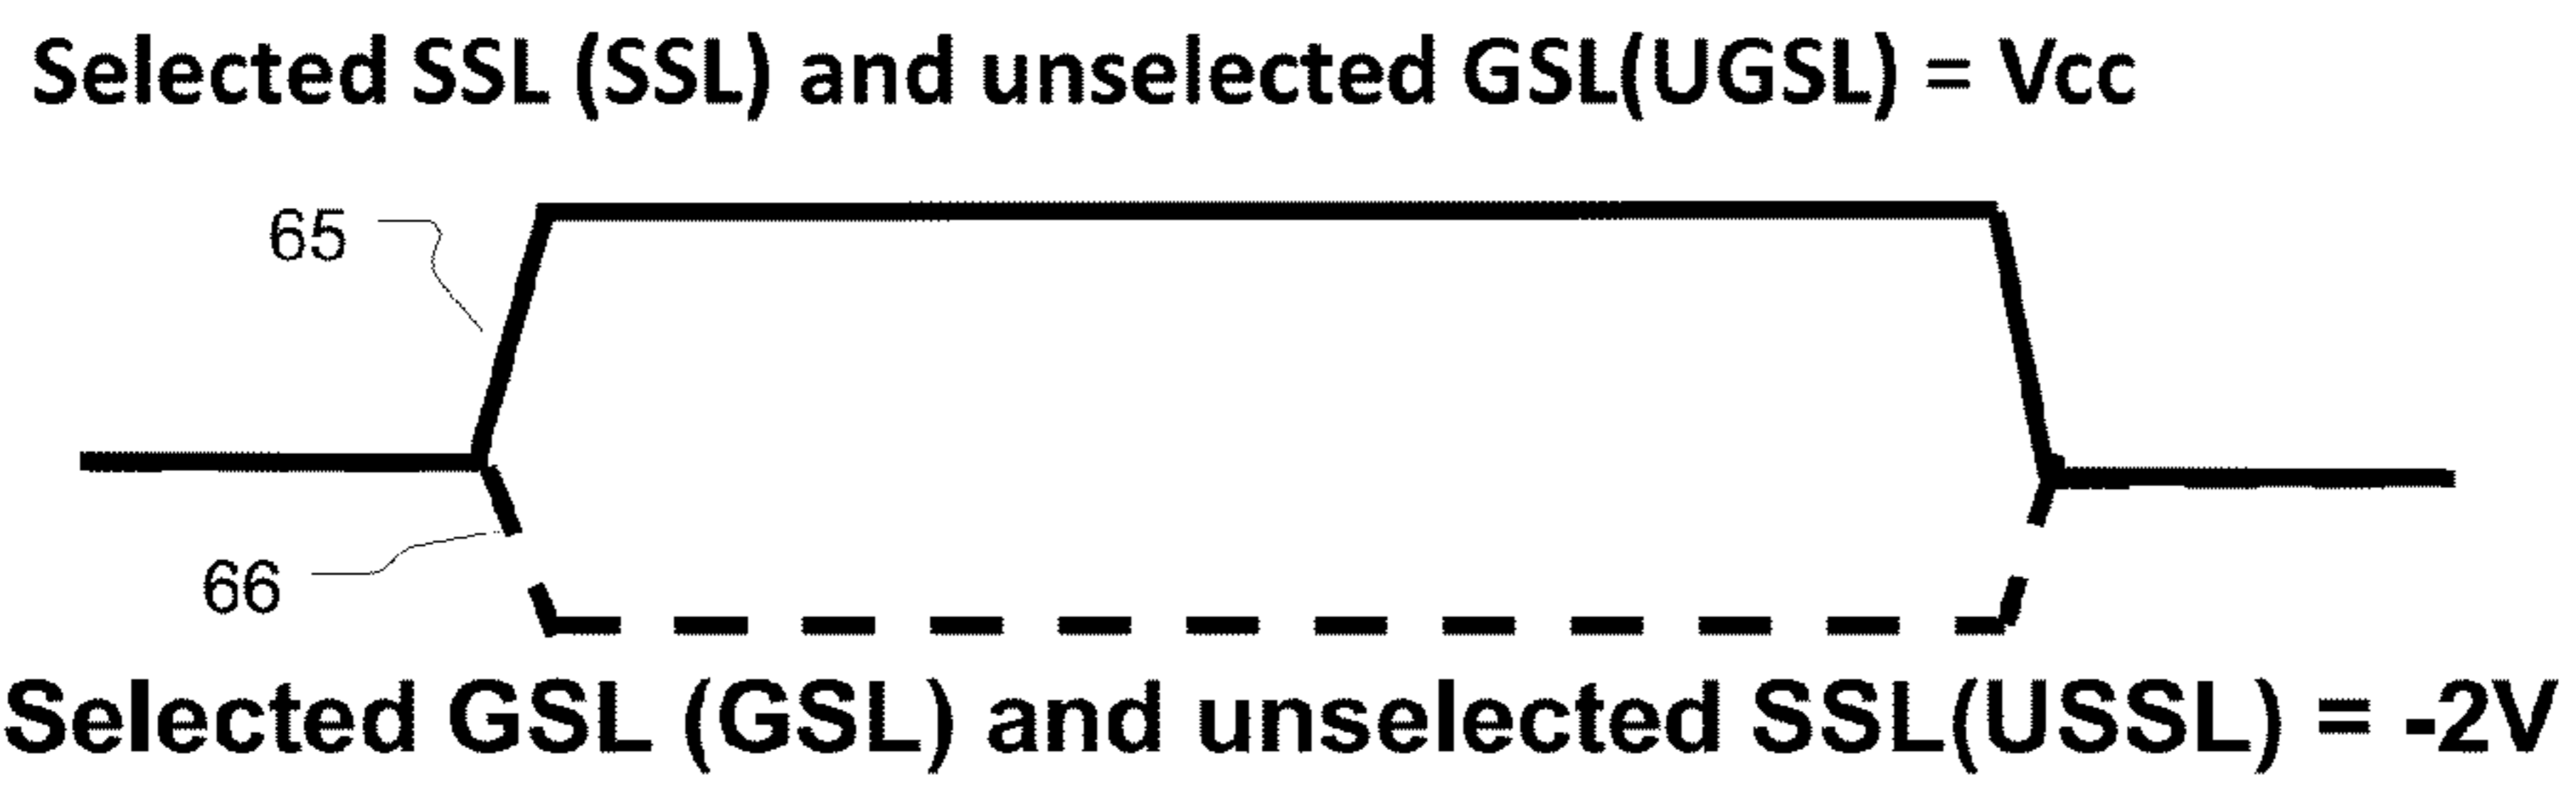 Selected SSL (SSL) and unselected GSL(UGSL) = Vcc
65
66
Selected GSL (GSL) and unselected SSL(USSL) = -2V